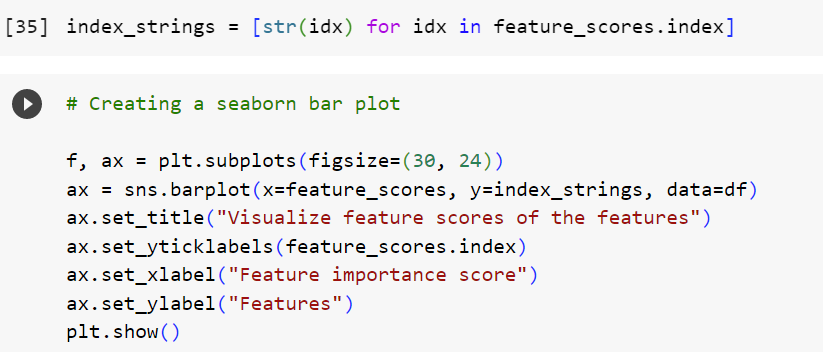 [35] index_strings = [str(idx) for idx in feature_scores.index]
# Creating a seaborn bar plot
f, ax = plt.subplots(figsize=(30, 24))
ax = sns.barplot(x=feature_scores, y=index_strings, data=df)
ax.set_title("Visualize feature scores of the features")
ax.set_yticklabels(feature_scores.index)
ax.set_xlabel("Feature importance score")
ax.set_ylabel("Features")
plt.show()